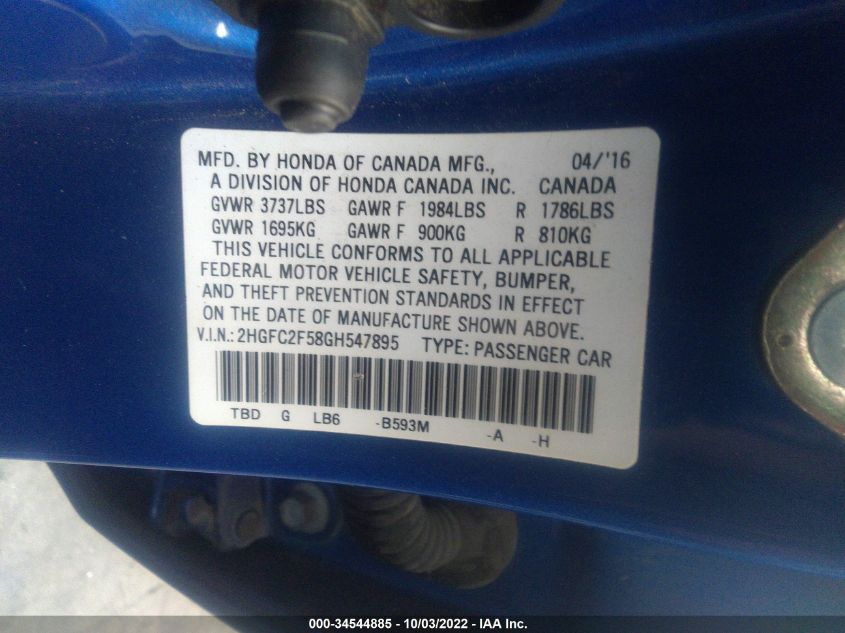 MFD. BY HONDA OF CANADA MFG., 04/'16
A DIVISION OF HONDA CANADA INC. CANADA
GVWR 3737LBS GAWR F 1984LBS R 1786LBS
GVWR 1695KG GAWR F 900KG R 810KG
THIS VEHICLE CONFORMS TO ALL APPLICABLE
FEDERAL MOTOR VEHICLE SAFETY, BUMPER,
AND THEFT PREVENTION STANDARDS IN EFFECT
ON THE DATE OF MANUFACTURE SHOWN ABOVE.
V.I.N.: 2HGFC2F58GH547895 TYPE: PASSENGER CAR
TBD G LB6 -B593M -A -H
000-34544885 - 10/03/2022 - IAA Inc.